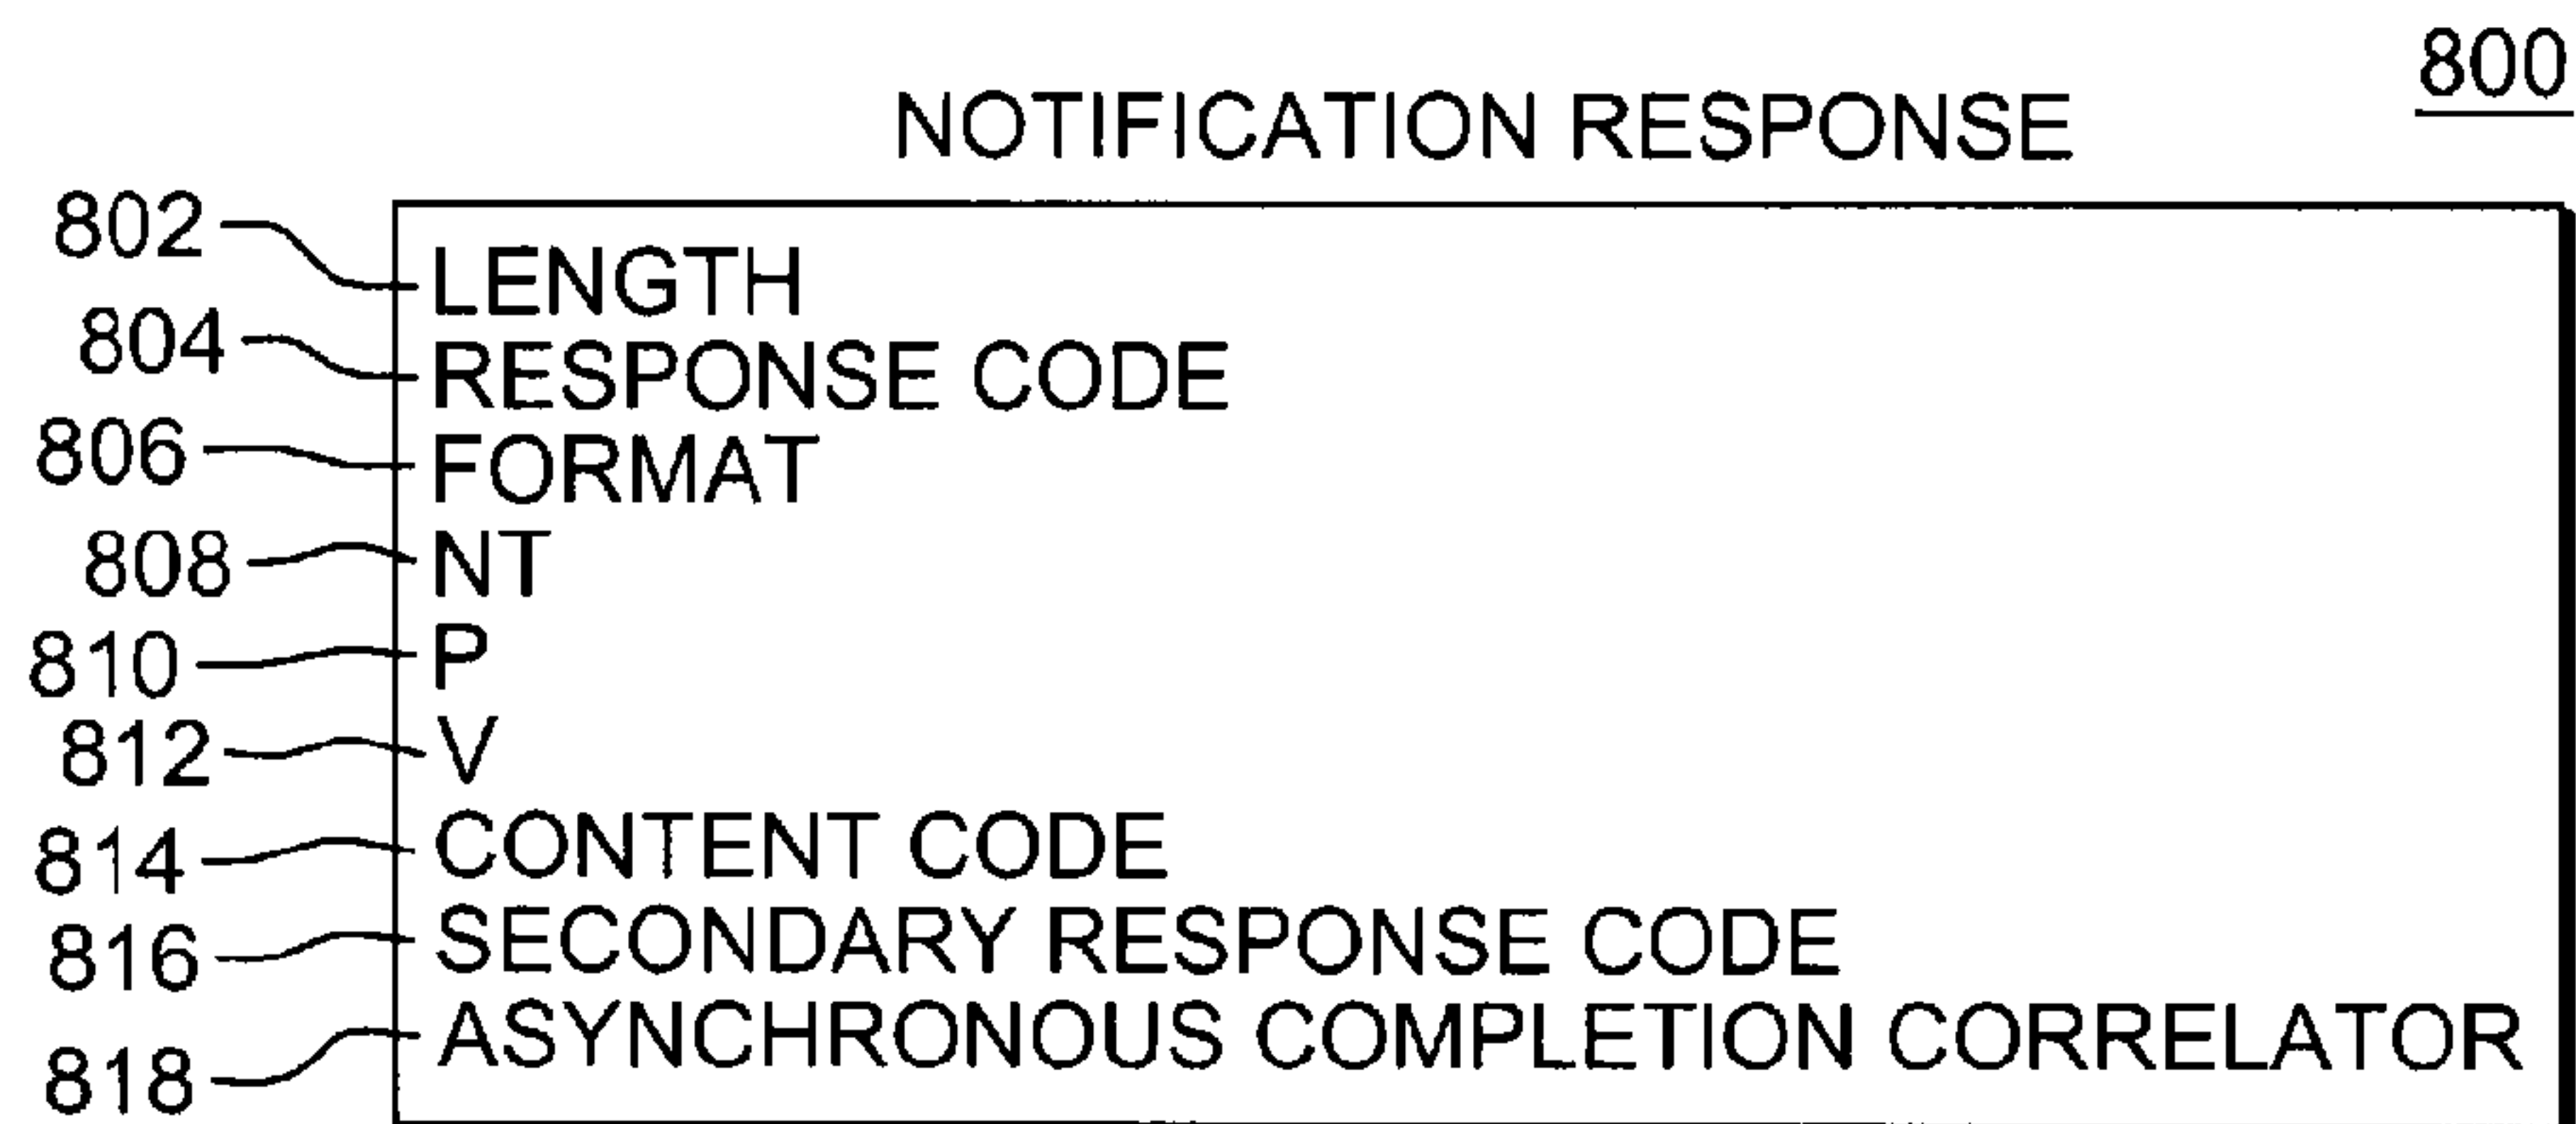 800
NOTIFICATION RESPONSE
802 LENGTH
804 RESPONSE CODE
806 FORMAT
808 NT
810 P
812 V
814 CONTENT CODE
816 SECONDARY RESPONSE CODE
818 ASYNCHRONOUS COMPLETION CORRELATOR